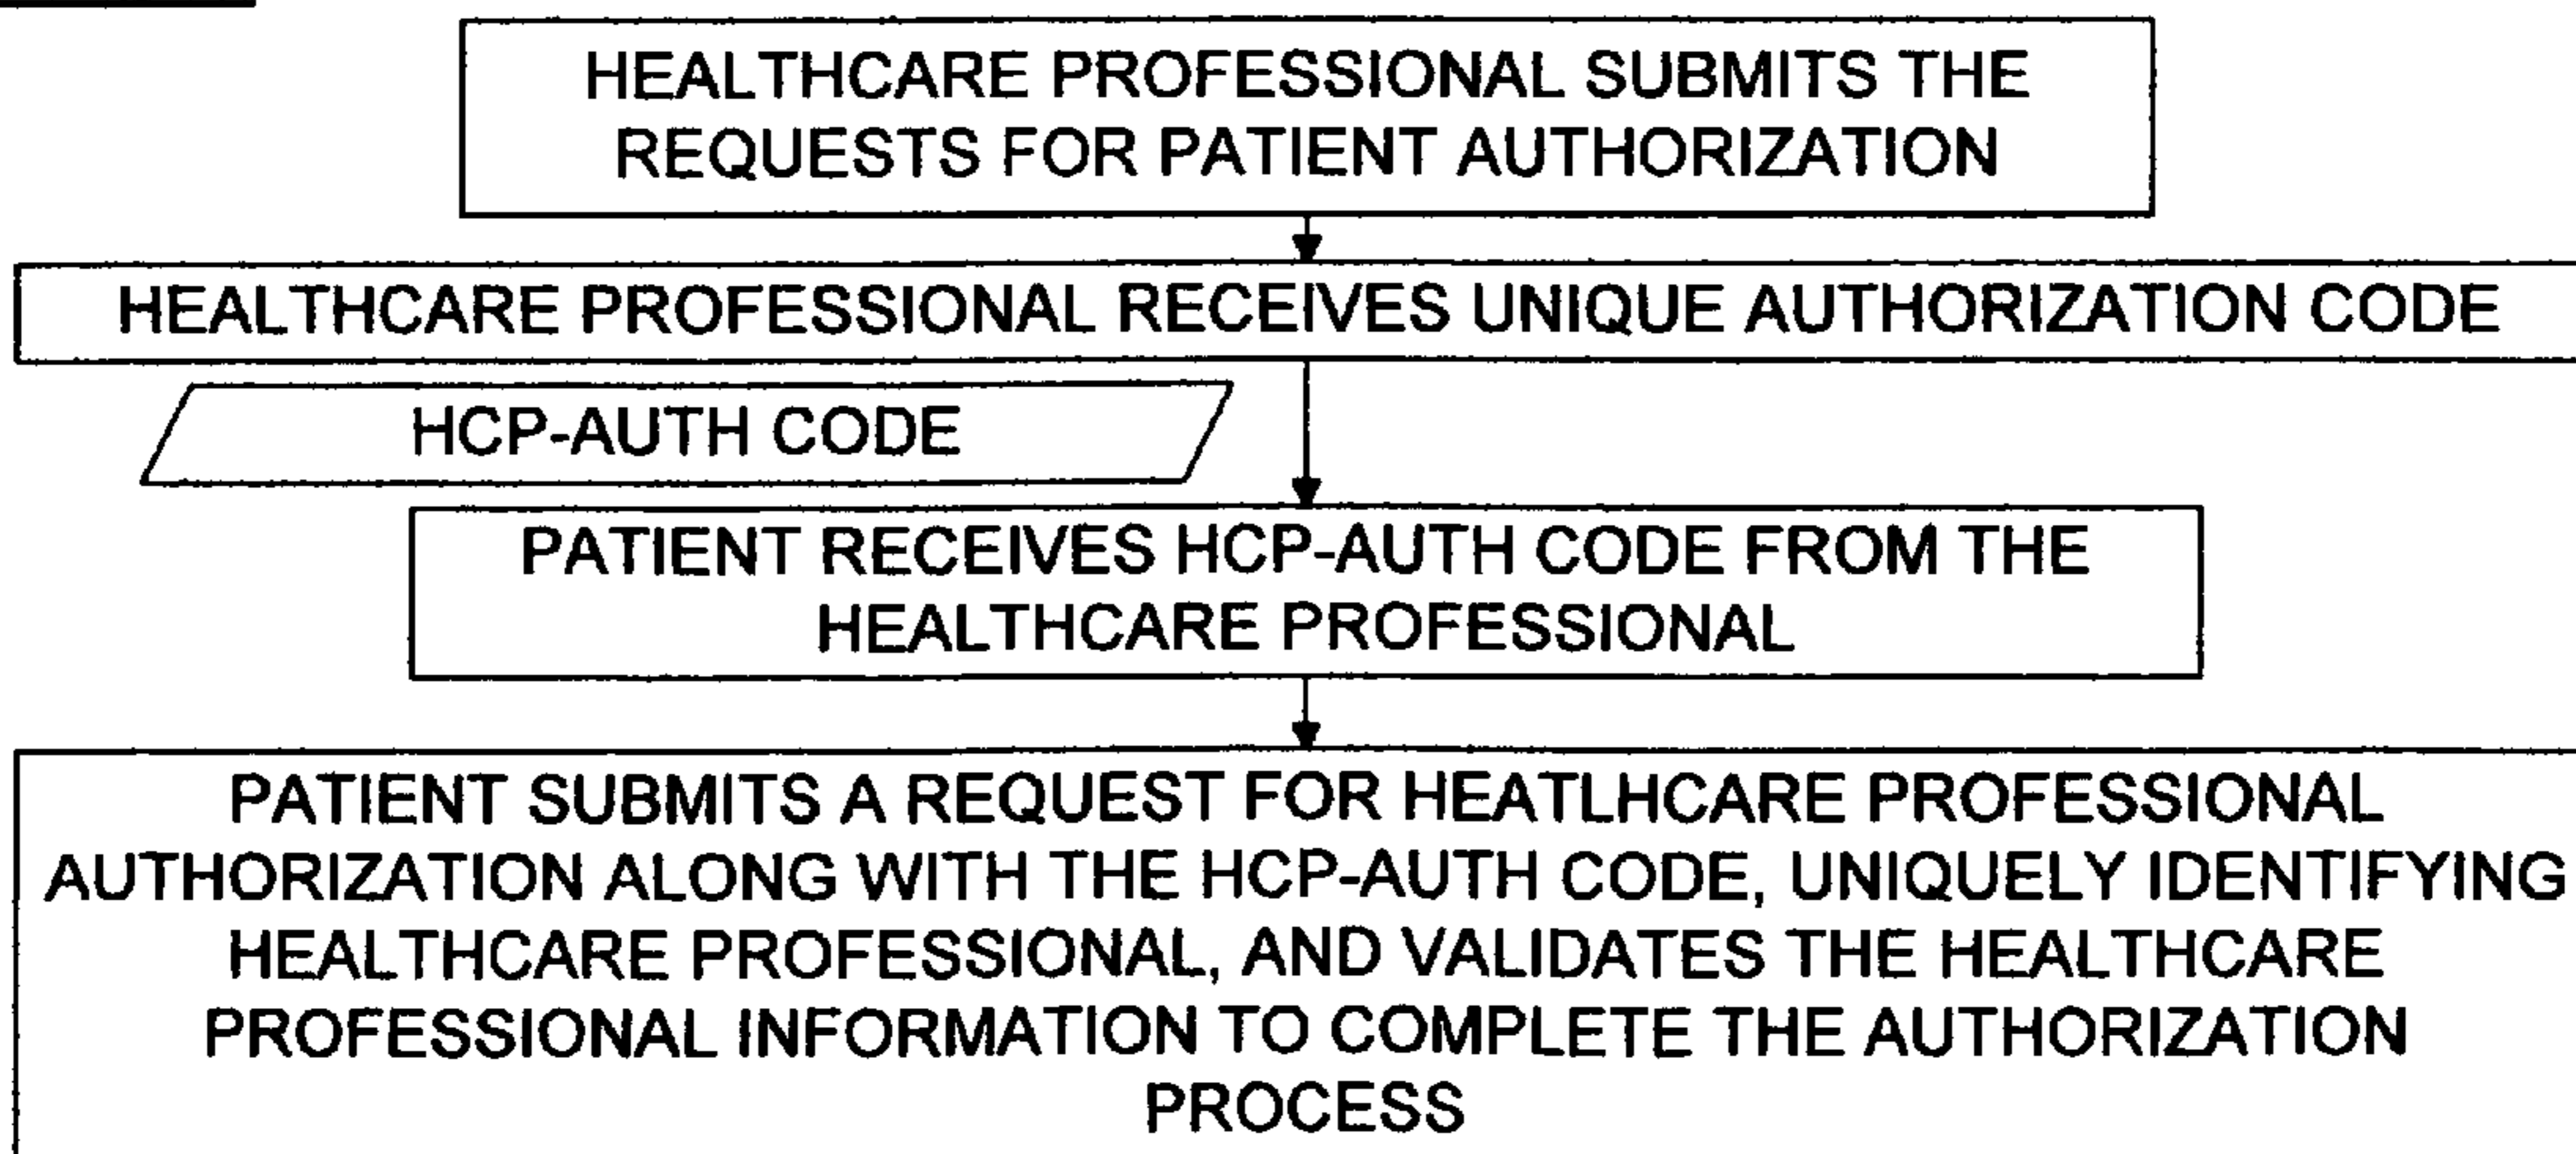 HEALTHCARE PROFESSIONAL SUBMITS THE
REQUESTS FOR PATIENT AUTHORIZATION
HEALTHCARE PROFESSIONAL RECEIVES UNIQUE AUTHORIZATION CODE
HCP-AUTH CODE
PATIENT RECEIVES HCP-AUTH CODE FROM THE
HEALTHCARE PROFESSIONAL
PATIENT SUBMITS A REQUEST FOR HEATLHCARE PROFESSIONAL
AUTHORIZATION ALONG WITH THE HCP-AUTH CODE, UNIQUELY IDENTIFYING
HEALTHCARE PROFESSIONAL, AND VALIDATES THE HEALTHCARE
PROFESSIONAL INFORMATION TO COMPLETE THE AUTHORIZATION
PROCESS